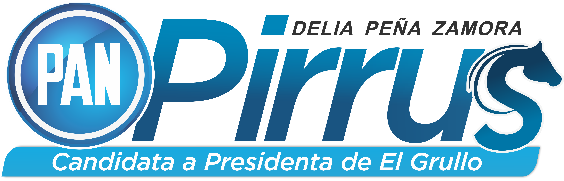 PAN
DELIA PEÑA ZAMORA
Pirrus
Candidata a Presidenta de El Grullo